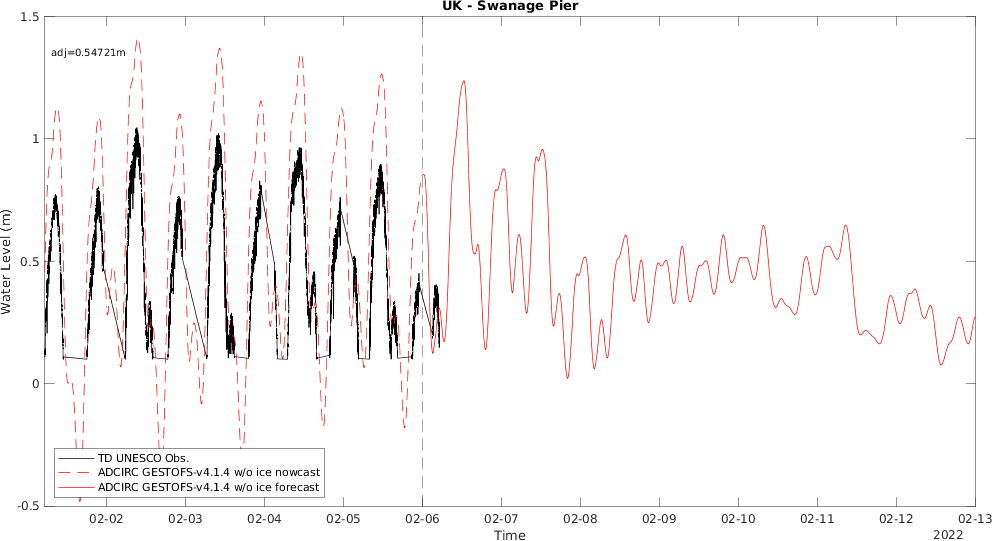 UK - Swanage Pier
1.5
adj=0.54721m
1
0.5
0
-0.5
Water Level (m)
TD UNESCO Obs.
ADCIRC GESTOFS-v4.1.4 w/o ice nowcast
ADCIRC GESTOFS-v4.1.4 w/o ice forecast
02-02 02-03 02-04 02-05 02-06 02-07 02-08 02-09 02-10 02-11 02-12 02-13
Time
2022